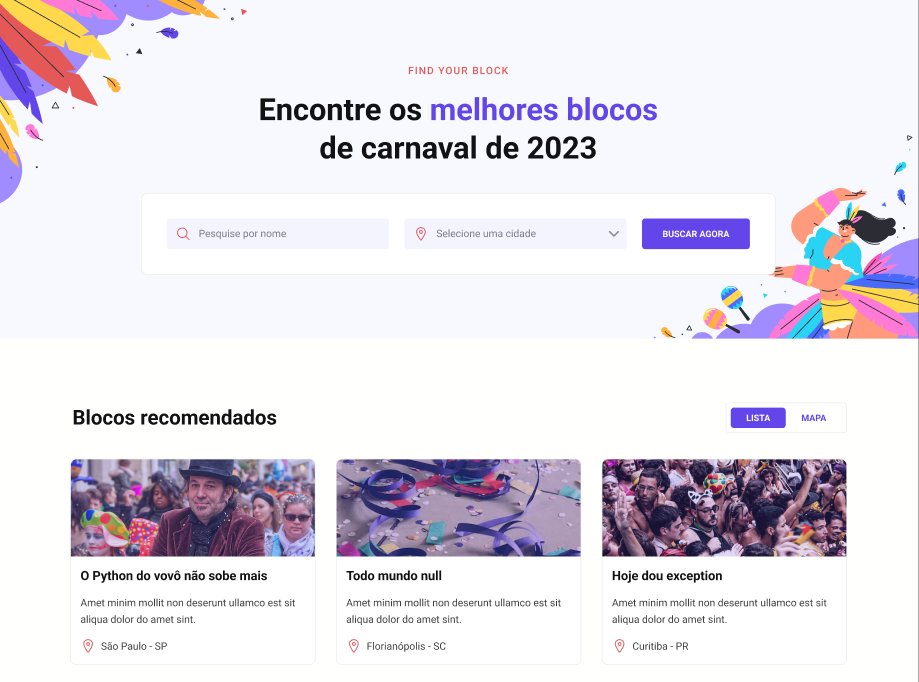 FIND YOUR BLOCK
Encontre os melhores blocos
de carnaval de 2023
Pesquise por nome
Selecione uma cidade
BUSCAR AGORA
Blocos recomendados
LISTA
MAPA
O Python do vovô não sobe mais
Amet minim mollit non deserunt ullamco est sit
aliqua dolor do amet sint.
São Paulo - SP
Todo mundo null
Amet minim mollit non deserunt ullamco est sit
aliqua dolor do amet sint.
Florianópolis - SC
Hoje dou exception
Amet minim mollit non deserunt ullamco est sit
aliqua dolor do amet sint.
Curitiba - PR